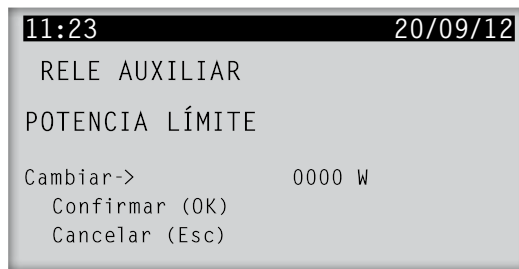 11:23 20/09/12
RELE AUXILIAR
POTENCIA LÍMITE
Cambiar-> 0000 W
Confirmar (OK)
Cancelar (Esc)